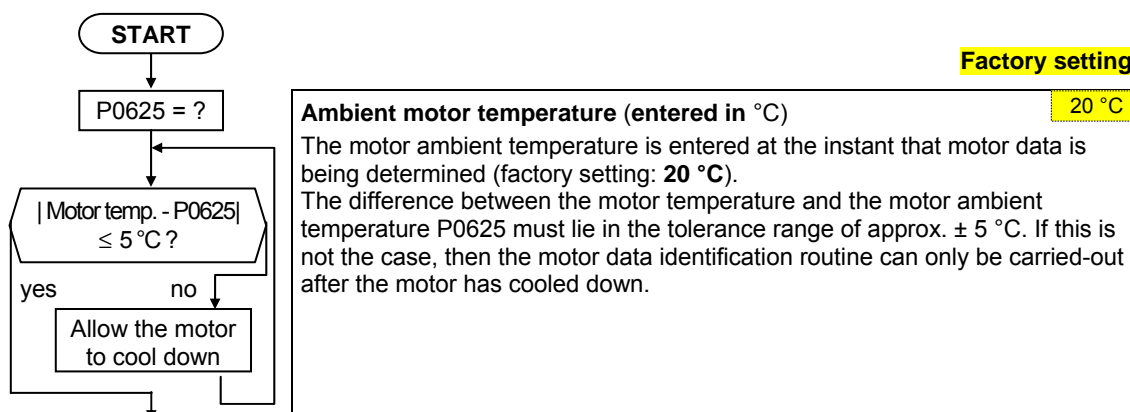 START
Factory setting
P0625 = ?
Ambient motor temperature (entered in °C)
20 °C
The motor ambient temperature is entered at the instant that motor data is
being determined (factory setting: 20 °C).
The difference between the motor temperature and the motor ambient
temperature P0625 must lie in the tolerance range of approx. ± 5 °C. If this is
not the case, then the motor data identification routine can only be carried-out
after the motor has cooled down.
| Motor temp. - P0625|
≤ 5 °C ?
yes
no
Allow the motor
to cool down